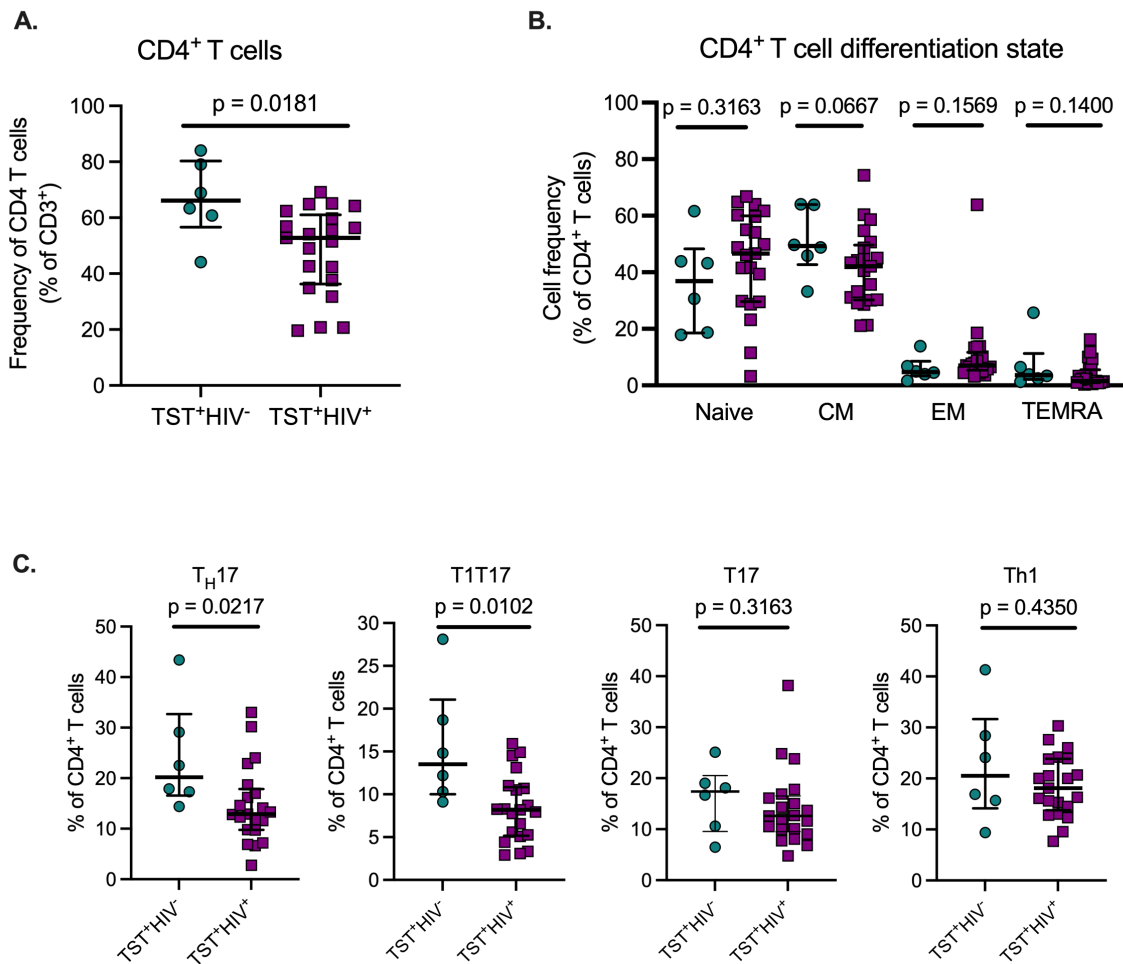 A.
CD4⁺ T cells
p = 0.0181
Frequency of CD4 T cells
(% of CD3⁺)
100
80
60
40
20
0
TST⁺HIV⁻ TST⁺HIV⁺
B.
CD4⁺ T cell differentiation state
p = 0.3163 p = 0.0667 p = 0.1569 p = 0.1400
Cell frequency
(% of CD4⁺ T cells)
100
80
60
40
20
0
Naive CM EM TEMRA
C.
T_H17
p = 0.0217
% of CD4⁺ T cells
50
40
30
20
10
0
TST⁺HIV⁻ TST⁺HIV⁺
T1T17
p = 0.0102
% of CD4⁺ T cells
30
25
20
15
10
5
0
TST⁺HIV⁻ TST⁺HIV⁺
T17
p = 0.3163
% of CD4⁺ T cells
50
40
30
20
10
0
TST⁺HIV⁻ TST⁺HIV⁺
Th1
p = 0.4350
% of CD4⁺ T cells
50
40
30
20
10
0
TST⁺HIV⁻ TST⁺HIV⁺